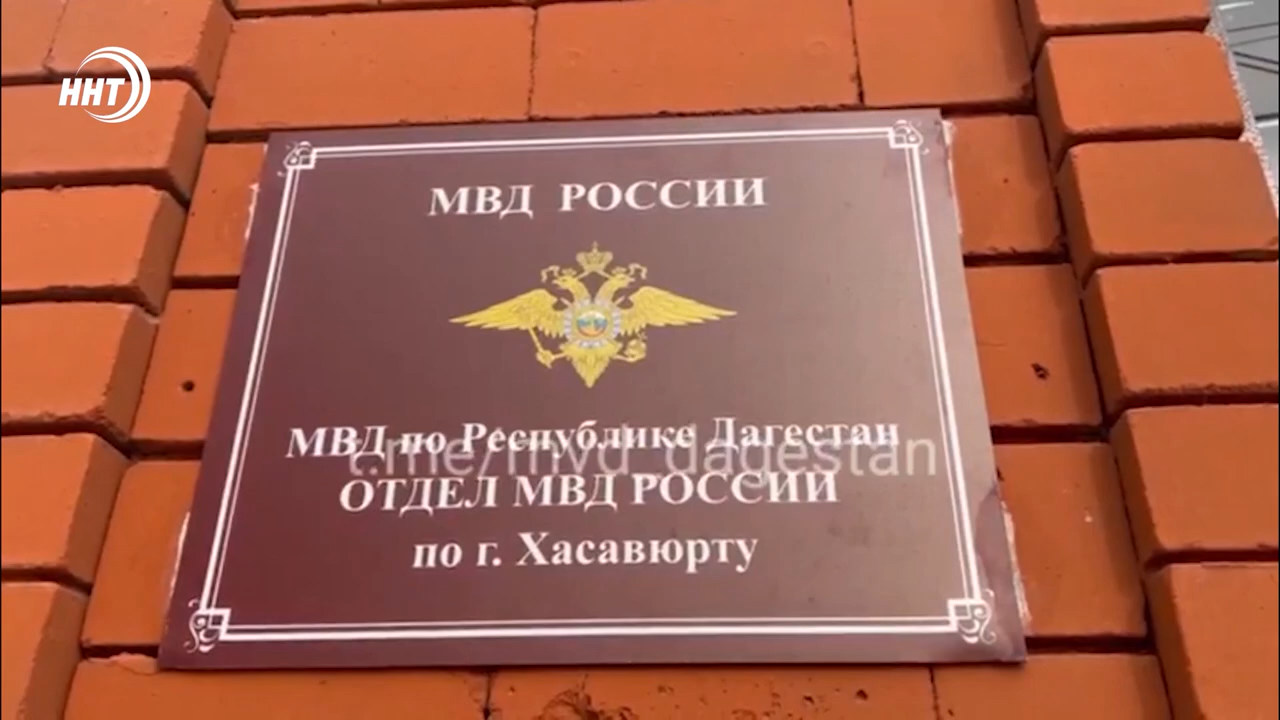 ННТ
МВД РОССИИ
МВД по Республике Дагестан
t.me/mvd_dagestan
ОТДЕЛ МВД РОССИИ
по г. Хасавюрту